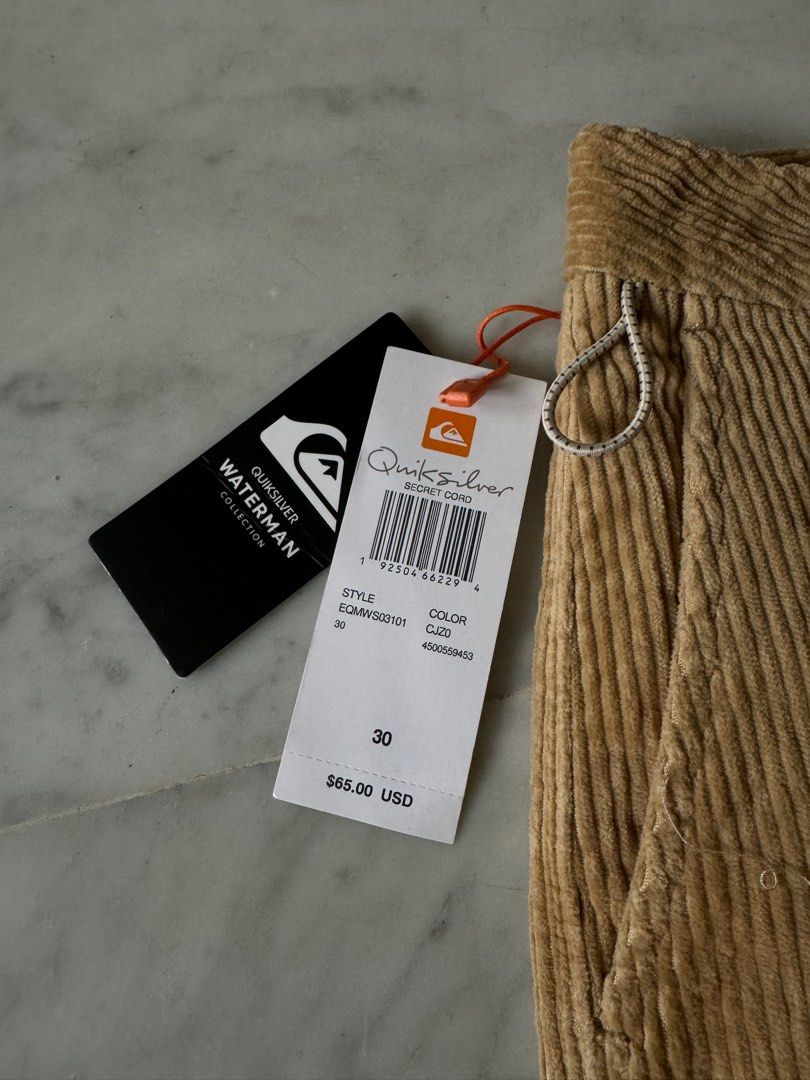 QUIKSILVER
WATERMAN
COLLECTION
Quiksilver
SECRET CORD
1 92504 66229 4
STYLE COLOR
EQMWS03101 CJZ0
30 4500559453
30
$65.00 USD